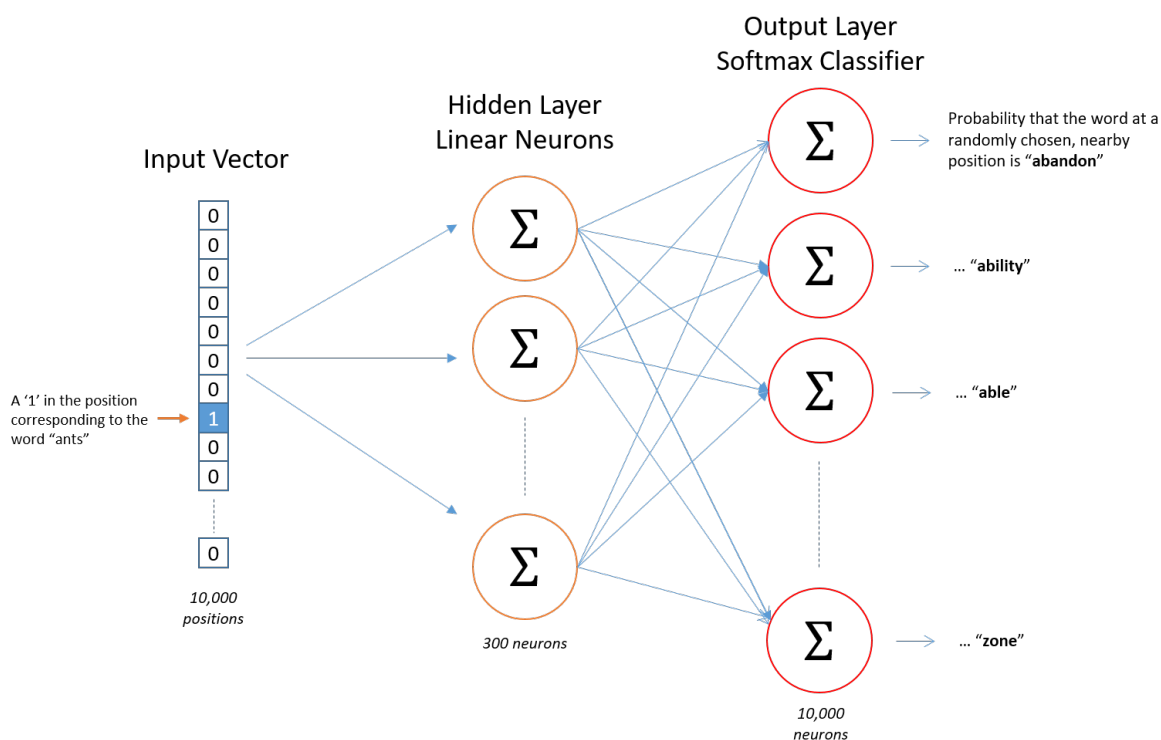 Output Layer
Softmax Classifier
Hidden Layer
Linear Neurons
Input Vector
0
0
0
0
0
0
0
1
0
0
0
A ‘1’ in the position
corresponding to the
word “ants”
10,000
positions
Σ
Σ
Σ
300 neurons
Σ
Σ
Σ
Σ
10,000
neurons
Probability that the word at a
randomly chosen, nearby
position is “abandon”
… “ability”
… “able”
… “zone”